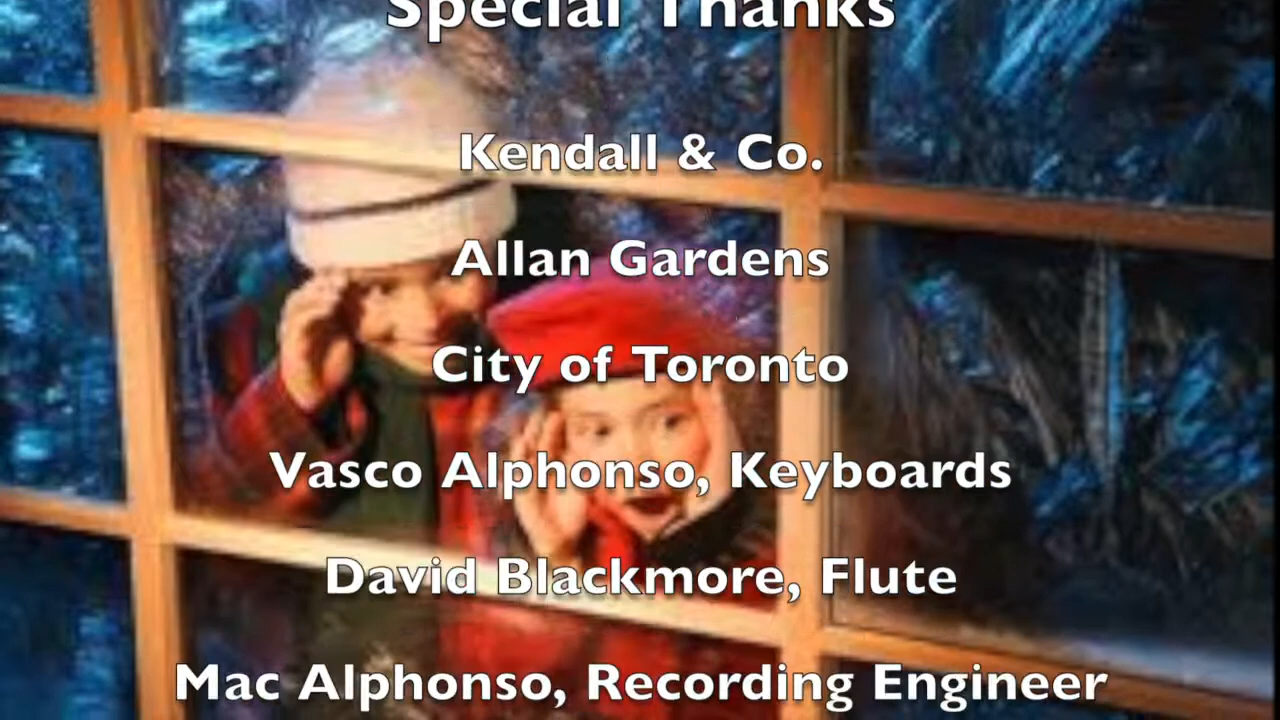 Special Thanks
Kendall & Co.
Allan Gardens
City of Toronto
Vasco Alphonso, Keyboards
David Blackmore, Flute
Mac Alphonso, Recording Engineer